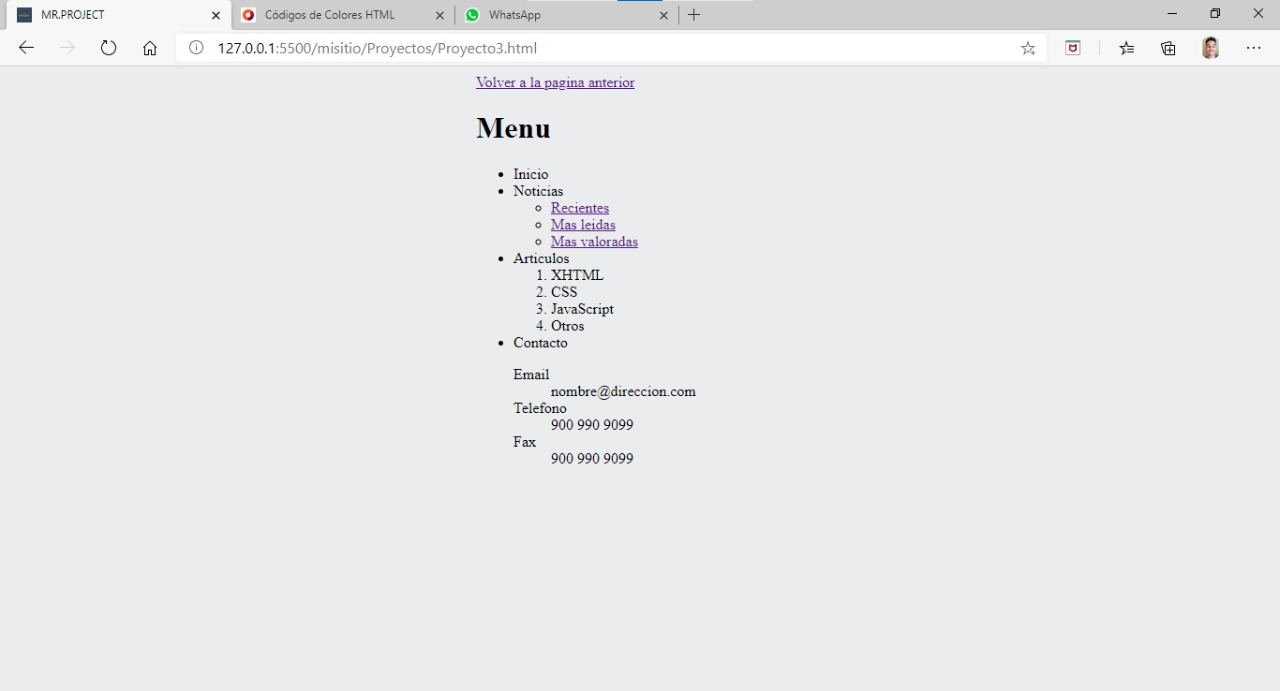 MR.PROJECT
Códigos de Colores HTML
WhatsApp
127.0.0.1:5500/misitio/Proyectos/Proyecto3.html
Volver a la pagina anterior
Menu
Inicio
Noticias
Recientes
Mas leidas
Mas valoradas
Articulos
1. XHTML
2. CSS
3. JavaScript
4. Otros
Contacto
Email
nombre@direccion.com
Telefono
900 990 9099
Fax
900 990 9099